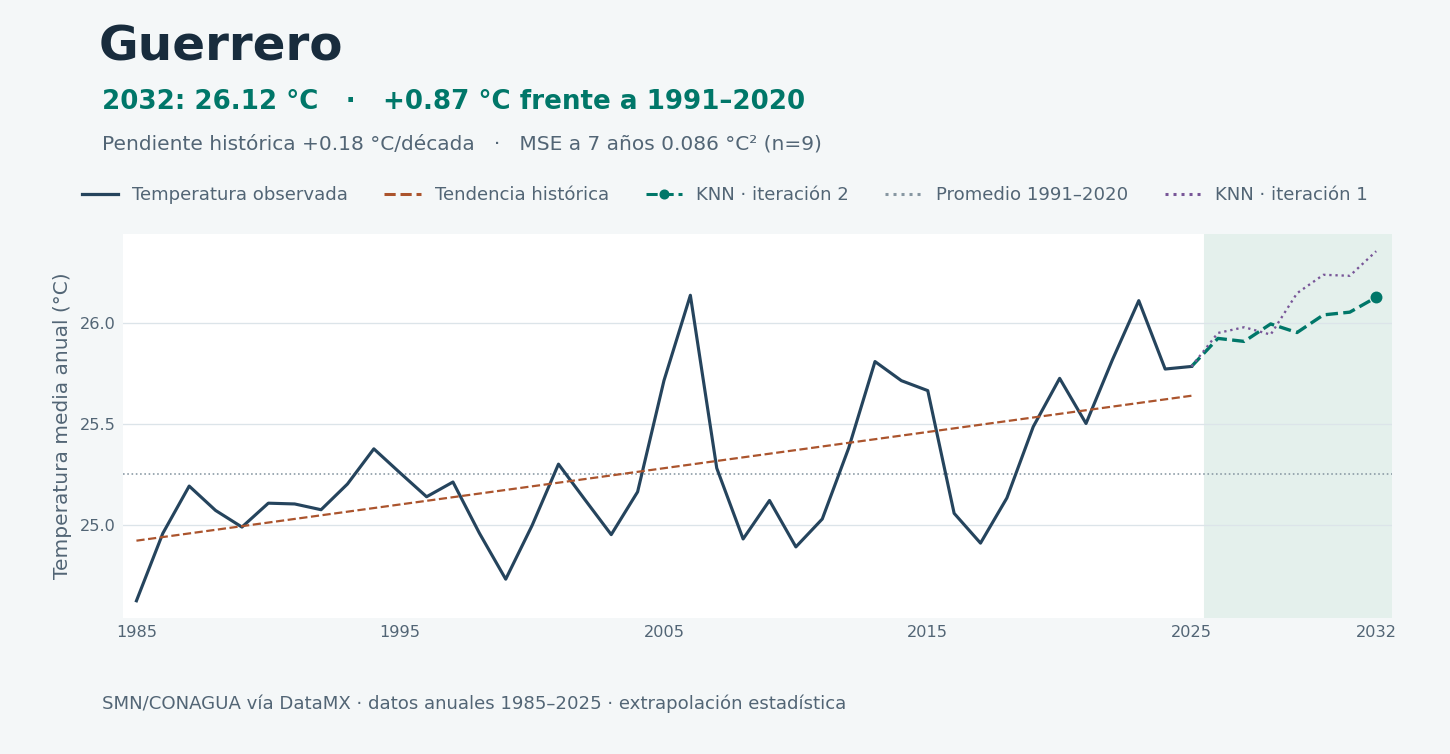 Guerrero
2032: 26.12 °C · +0.87 °C frente a 1991–2020
Pendiente histórica +0.18 °C/década · MSE a 7 años 0.086 °C² (n=9)
Temperatura observada
Tendencia histórica
KNN · iteración 2
Promedio 1991–2020
KNN · iteración 1
Temperatura media anual (°C)
26.0
25.5
25.0
1985
1995
2005
2015
2025
2032
SMN/CONAGUA vía DataMX · datos anuales 1985–2025 · extrapolación estadística